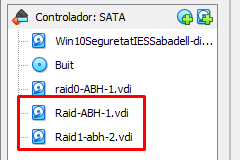 Controlador: SATA
Win10SeguretatIESSabadell-di...
Buit
raid0-ABH-1.vdi
Raid-ABH-1.vdi
Raid1-abh-2.vdi